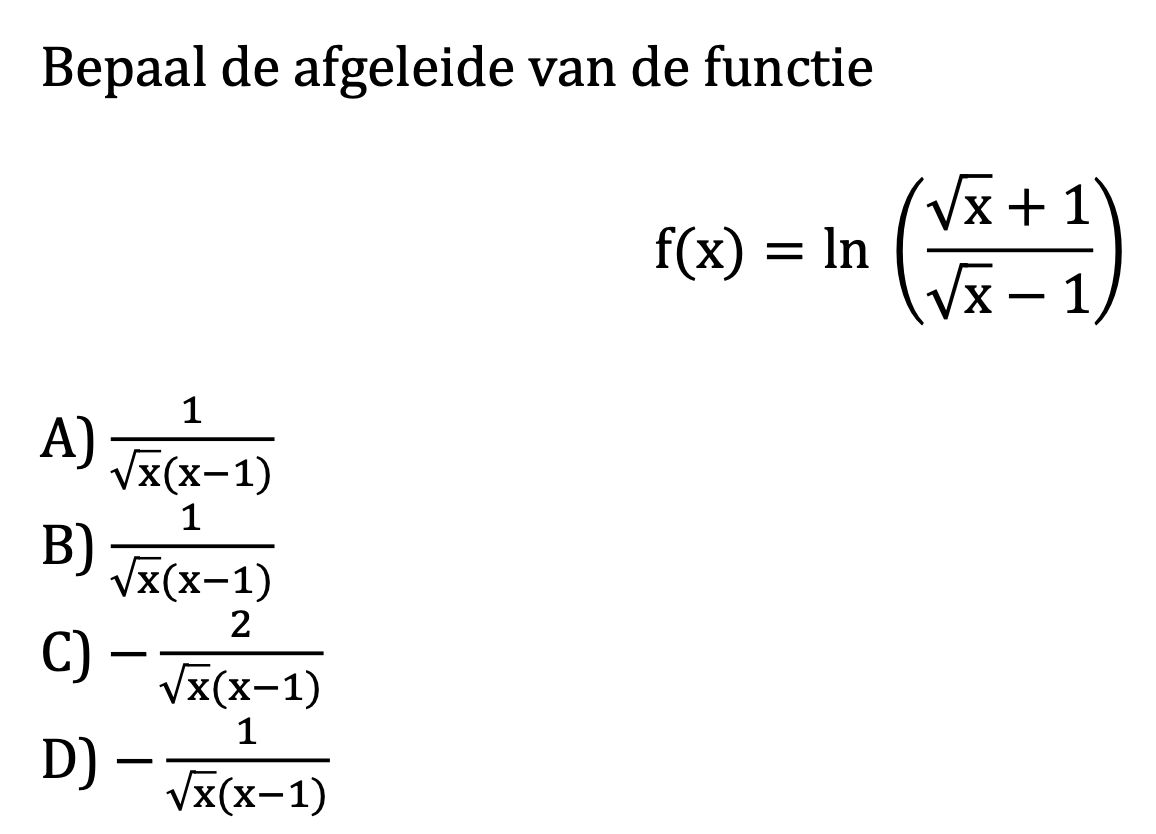 Bepaal de afgeleide van de functie
f(x) = ln (（√x + 1)/(√x − 1))
A) 1/(√x(x−1))
B) 1/(√x(x−1))
C) − 2/(√x(x−1))
D) − 1/(√x(x−1))